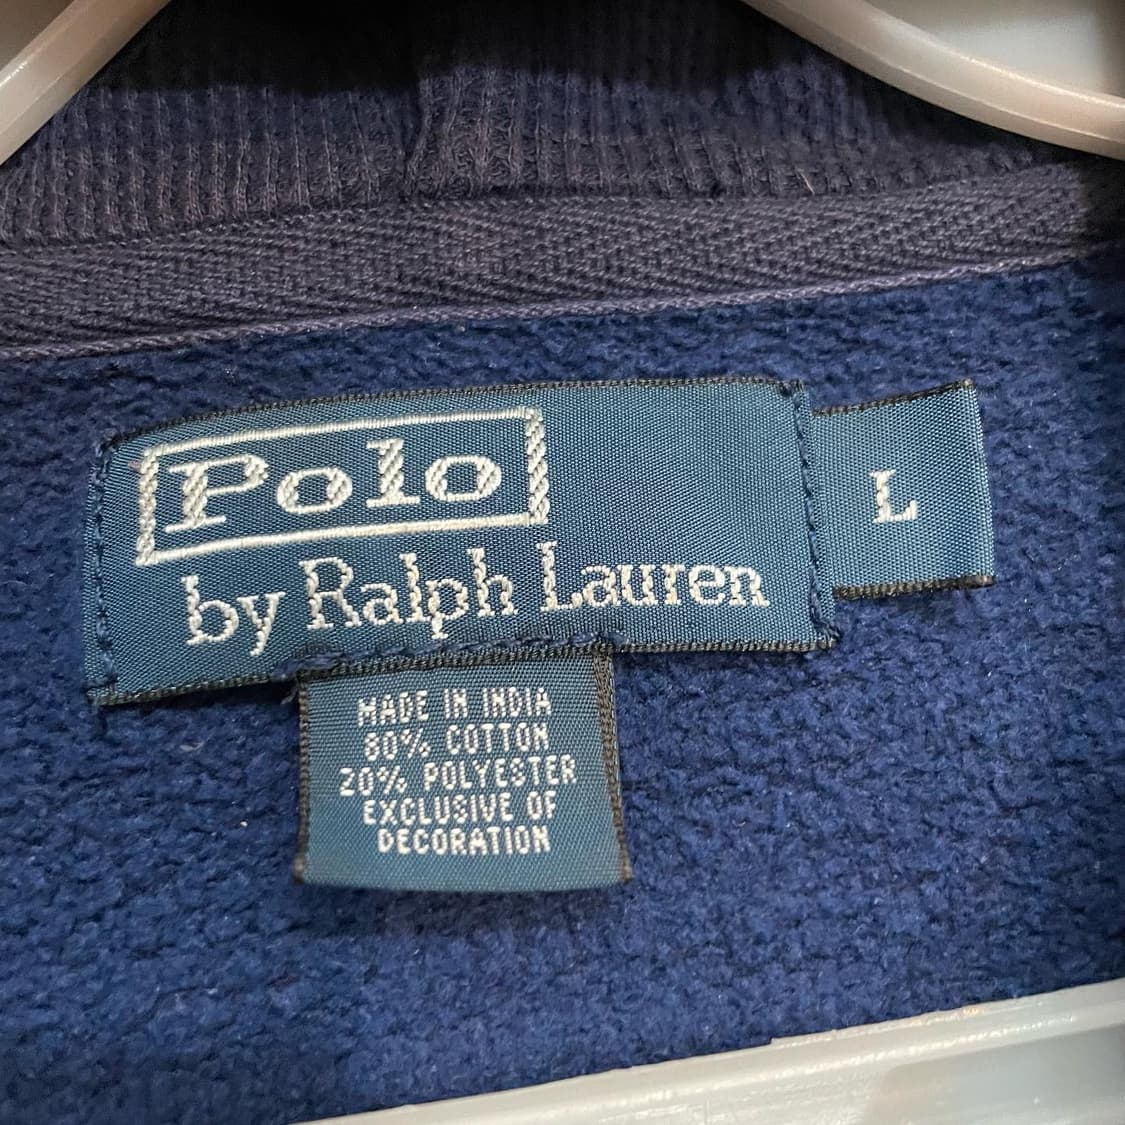 Polo
by Ralph Lauren
L
MADE IN INDIA
80% COTTON
20% POLYESTER
EXCLUSIVE OF
DECORATION